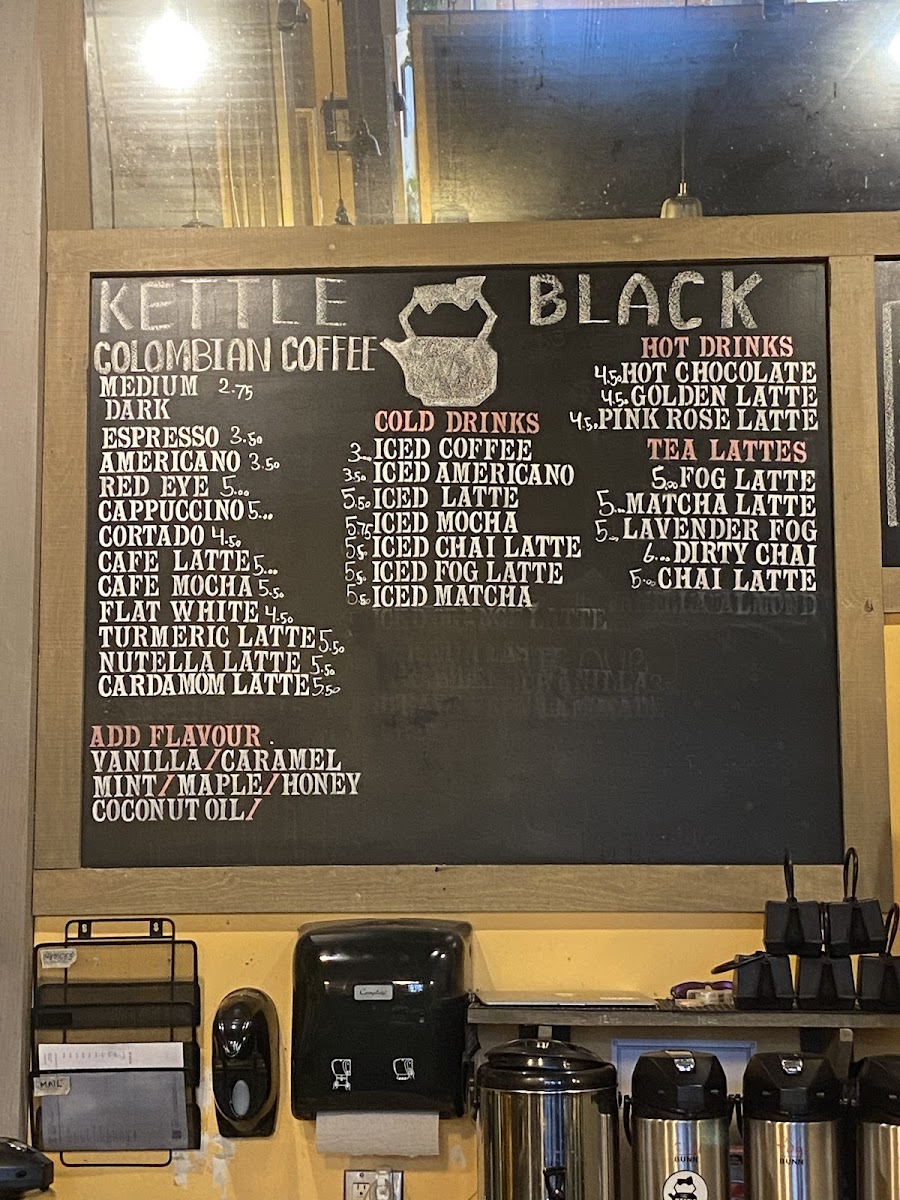 KETTLE BLACK
COLOMBIAN COFFEE
MEDIUM 2.75
DARK
ESPRESSO 3.50
AMERICANO 3.50
RED EYE 5.00
CAPPUCCINO 5.00
CORTADO 4.50
CAFE LATTE 5.00
CAFE MOCHA 5.50
FLAT WHITE 4.50
TURMERIC LATTE 5.50
NUTELLA LATTE 5.50
CARDAMOM LATTE 5.50
ADD FLAVOUR.
VANILLA/CARAMEL
MINT/MAPLE/HONEY
COCONUT OIL/
COLD DRINKS
3... ICED COFFEE
3.50 ICED AMERICANO
5.50 ICED LATTE
5.75 ICED MOCHA
5.50 ICED CHAI LATTE
5.50 ICED FOG LATTE
5.50 ICED MATCHA
HOT DRINKS
4.50 HOT CHOCOLATE
4.50 GOLDEN LATTE
4.50 PINK ROSE LATTE
TEA LATTES
5.00 FOG LATTE
5.00 MATCHA LATTE
5.00 LAVENDER FOG
6.00 DIRTY CHAI
5.00 CHAI LATTE
MAIL
BUNN
BUNN